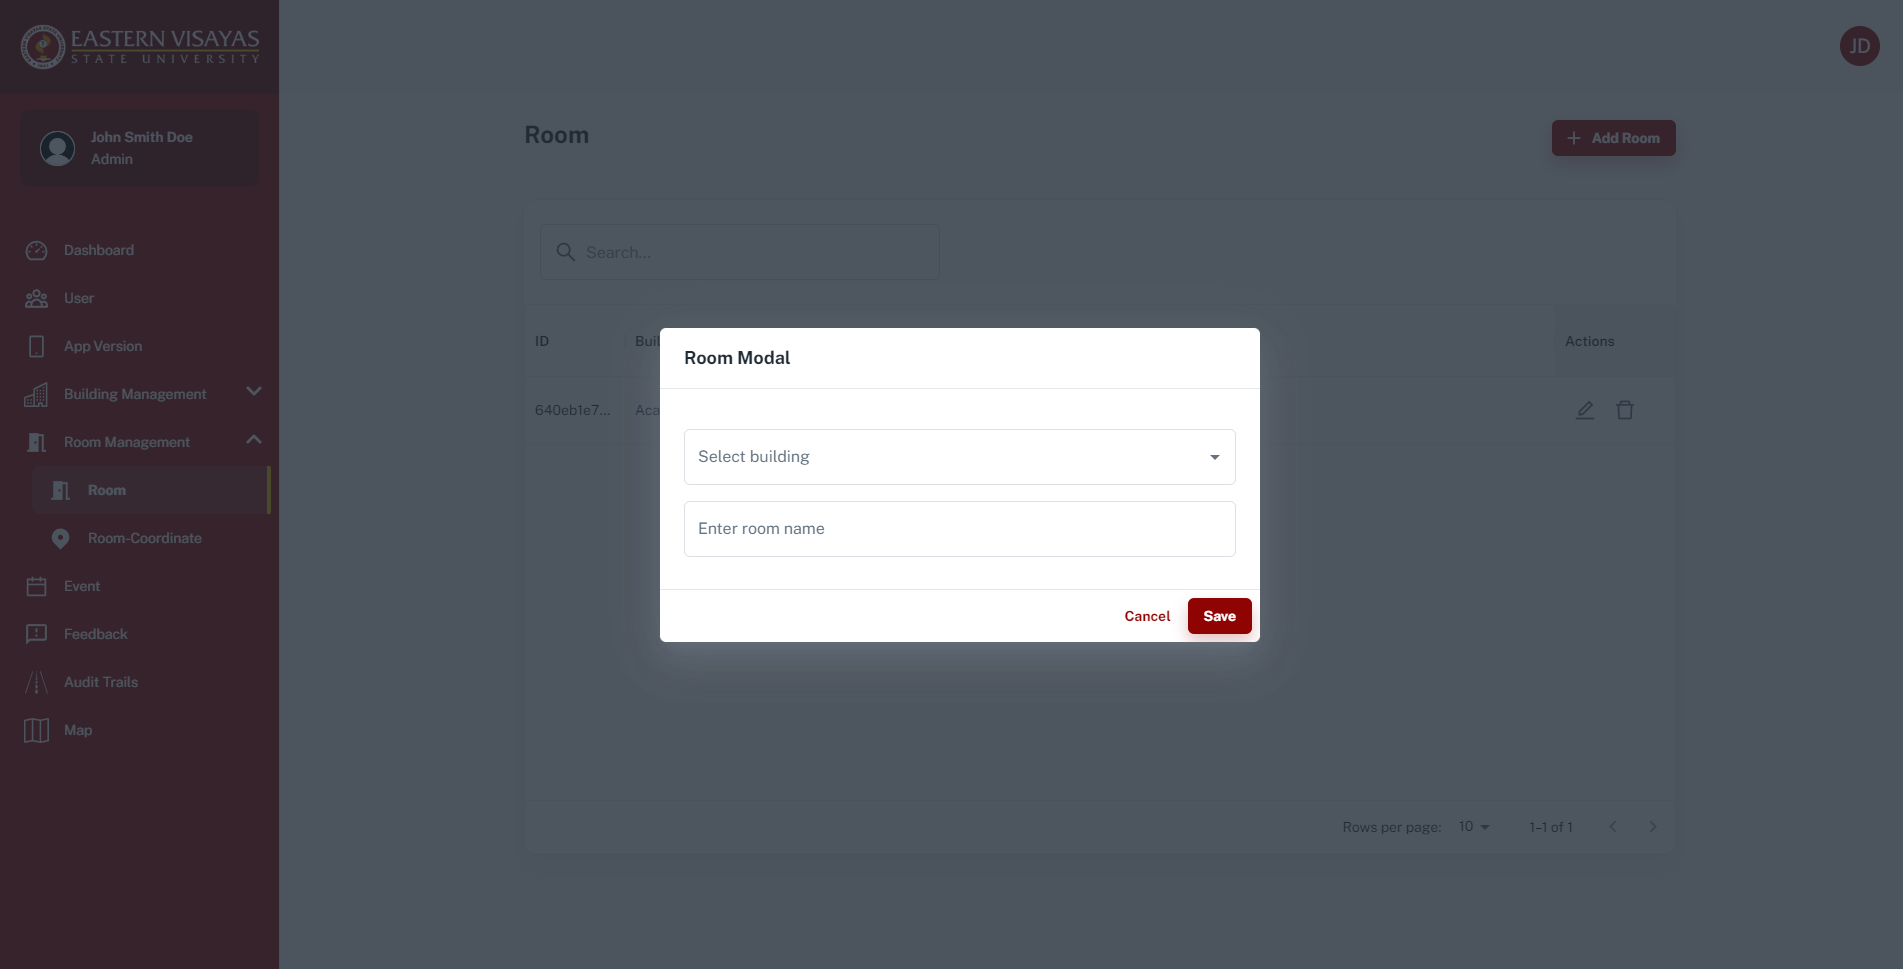 EASTERN VISAYAS
STATE UNIVERSITY
JD
John Smith Doe
Admin
Room
Add Room
Dashboard
User
App Version
Building Management
Room Management
Room
Room-Coordinate
Event
Feedback
Audit Trails
Map
Search...
ID
Actions
640eb1e7...
Room Modal
Select building
Enter room name
Cancel
Save
Rows per page: 10 1–1 of 1